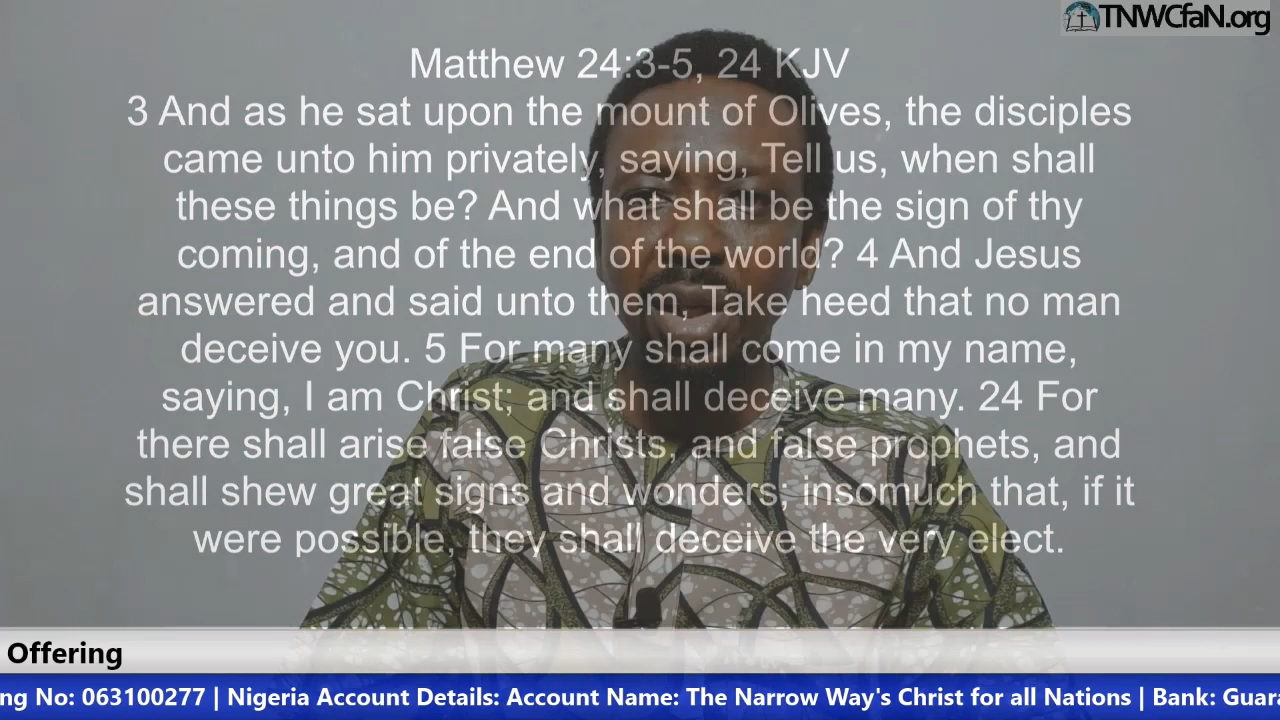 TNWCfaN.org
Matthew 24:3-5, 24 KJV
3 And as he sat upon the mount of Olives, the disciples
came unto him privately, saying, Tell us, when shall
these things be? And what shall be the sign of thy
coming, and of the end of the world? 4 And Jesus
answered and said unto them, Take heed that no man
deceive you. 5 For many shall come in my name,
saying, I am Christ; and shall deceive many. 24 For
there shall arise false Christs, and false prophets, and
shall shew great signs and wonders; insomuch that, if it
were possible, they shall deceive the very elect.
Offering
ng No: 063100277 | Nigeria Account Details: Account Name: The Narrow Way's Christ for all Nations | Bank: Guara